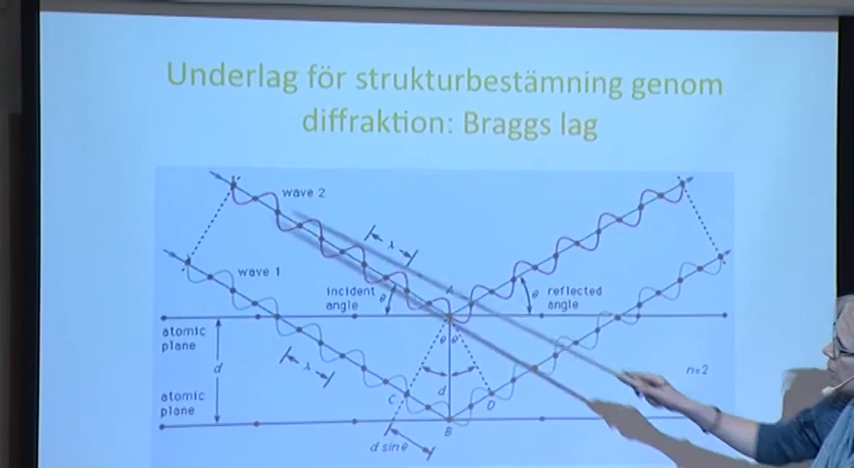 Underlag för strukturbestämning genom
diffraktion: Braggs lag
wave 2
λ
wave 1
incident
angle
θ
A
θ
reflected
angle
atomic
plane
θ θ
d
λ
n=2
C
d
D
atomic
plane
B
d sinθ